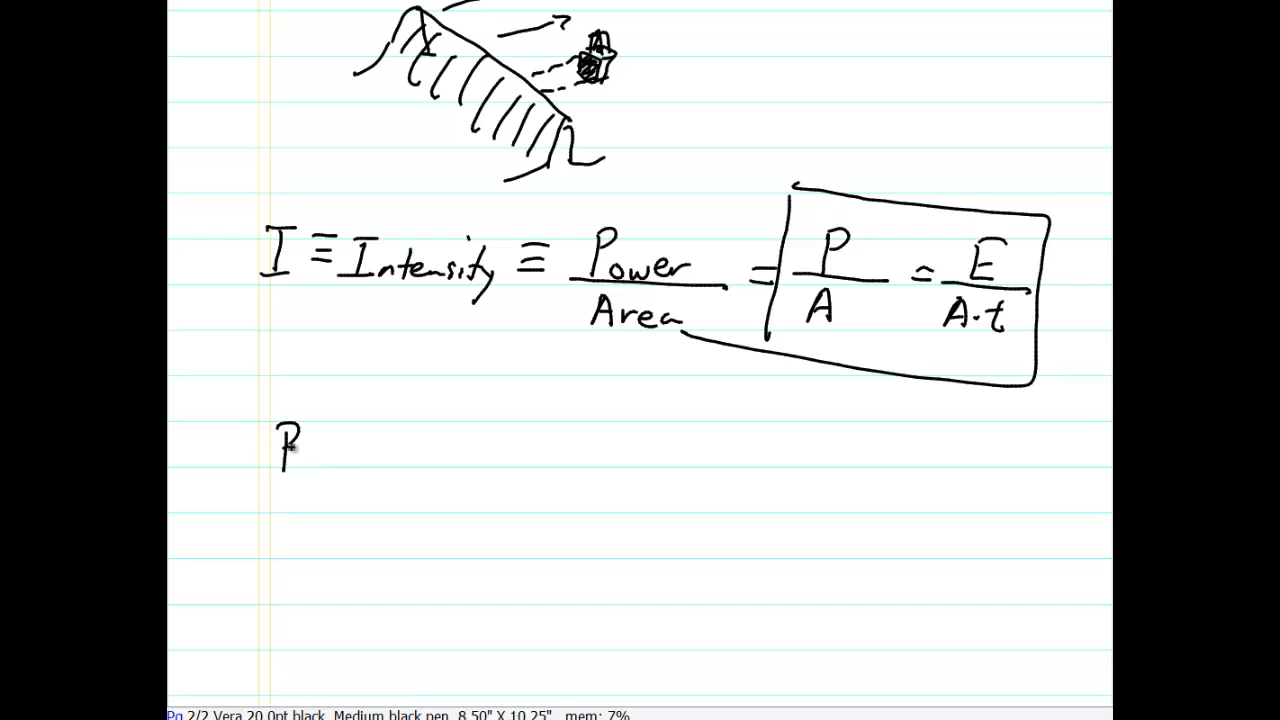 A
I ≡ Intensity ≡ Power/Area = P/A = E/A·t
P
Pg 2/2 Vera 20.0pt black Medium black pen 8.50" X 10.25" mem: 7%